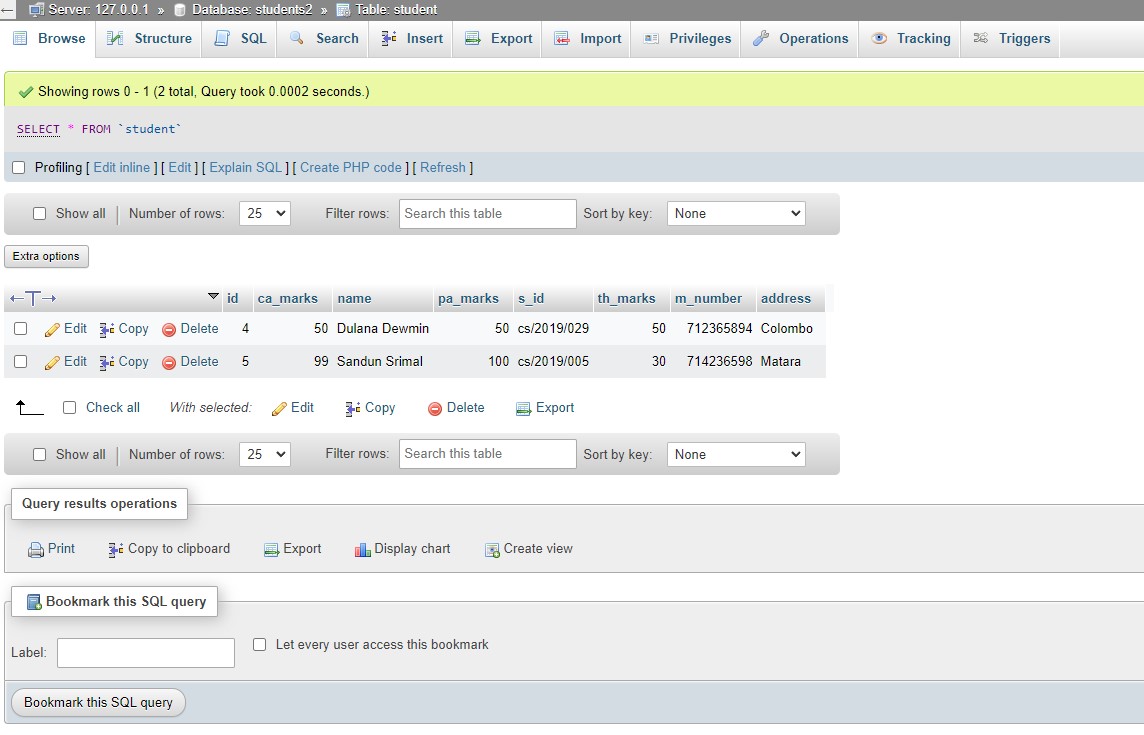 Server: 127.0.0.1 » Database: students2 » Table: student
Browse Structure SQL Search Insert Export Import Privileges Operations Tracking Triggers
Showing rows 0 - 1 (2 total, Query took 0.0002 seconds.)
SELECT * FROM `student`
Profiling [ Edit inline ] [ Edit ] [ Explain SQL ] [ Create PHP code ] [ Refresh ]
Show all | Number of rows: 25 Filter rows: Search this table Sort by key: None
Extra options
←T→ id ca_marks name pa_marks s_id th_marks m_number address
Edit Copy Delete 4 50 Dulana Dewmin 50 cs/2019/029 50 712365894 Colombo
Edit Copy Delete 5 99 Sandun Srimal 100 cs/2019/005 30 714236598 Matara
Check all With selected: Edit Copy Delete Export
Show all | Number of rows: 25 Filter rows: Search this table Sort by key: None
Query results operations
Print Copy to clipboard Export Display chart Create view
Bookmark this SQL query
Label: Let every user access this bookmark
Bookmark this SQL query